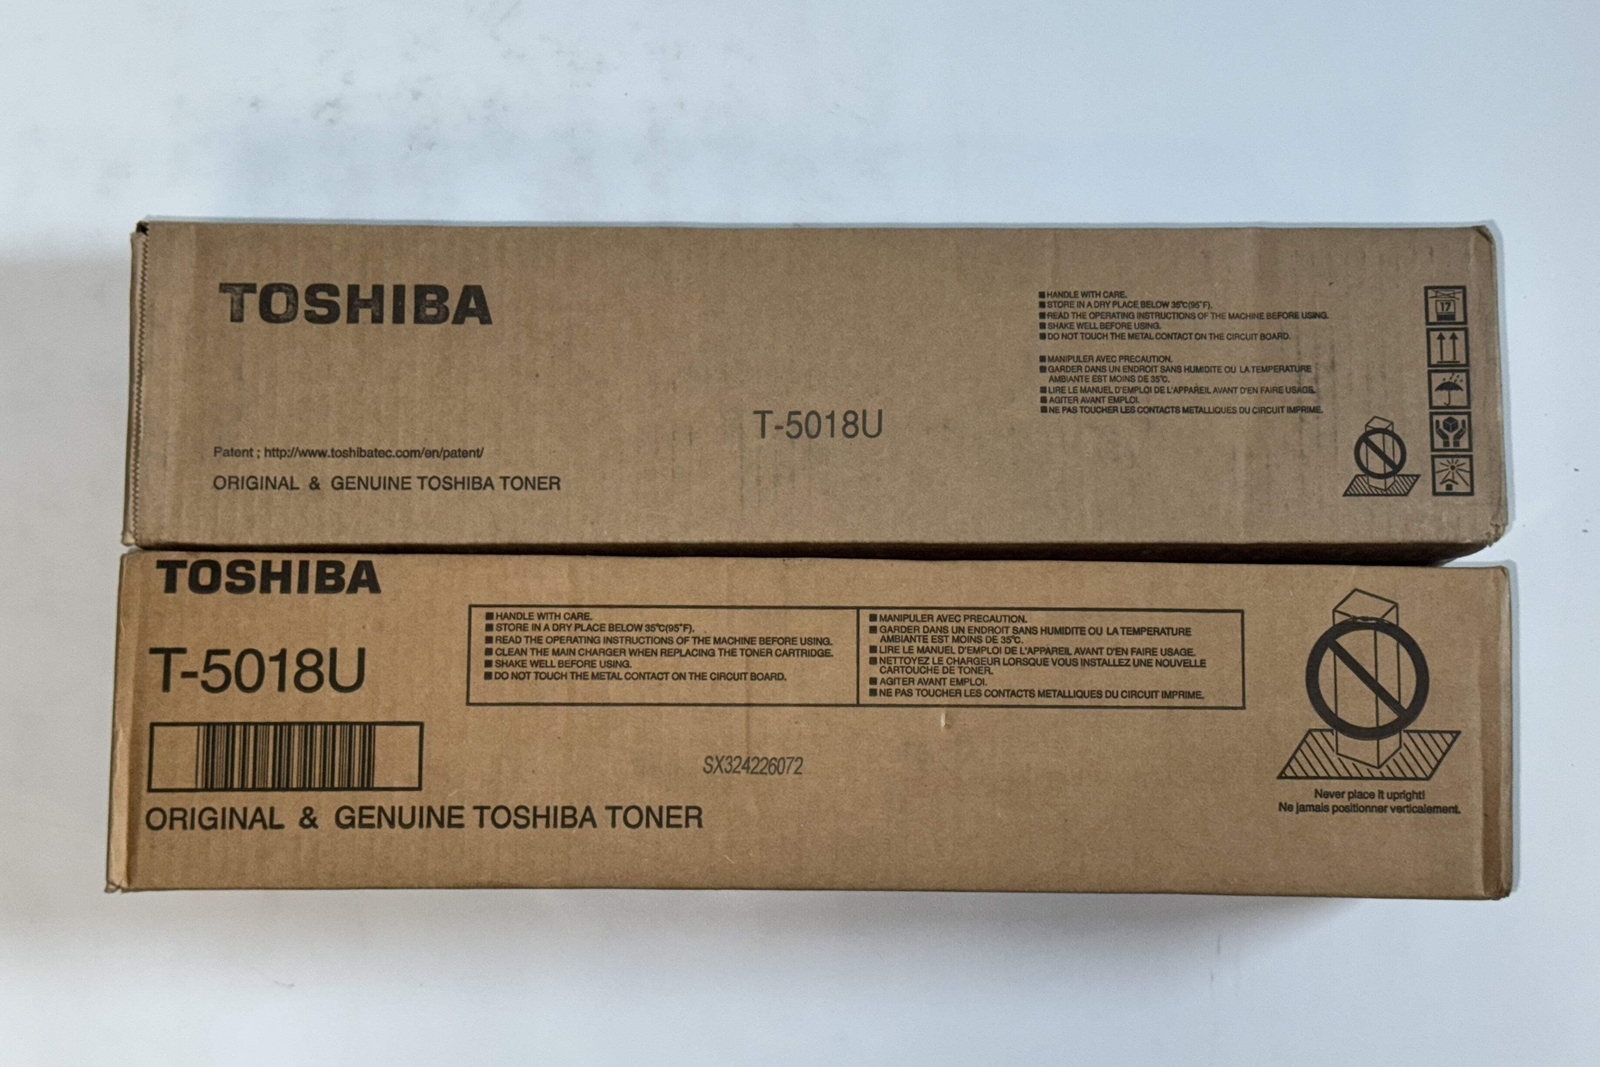 TOSHIBA
Patent ; http://www.toshibatec.com/en/patent/
ORIGINAL & GENUINE TOSHIBA TONER
T-5018U
■HANDLE WITH CARE.
■STORE IN A DRY PLACE BELOW 35℃(95°F).
■READ THE OPERATING INSTRUCTIONS OF THE MACHINE BEFORE USING.
■SHAKE WELL BEFORE USING.
■DO NOT TOUCH THE METAL CONTACT ON THE CIRCUIT BOARD.
■MANIPULER AVEC PRECAUTION.
■GARDER DANS UN ENDROIT SANS HUMIDITE OU LA TEMPERATURE
AMBIANTE EST MOINS DE 35℃.
■LIRE LE MANUEL D'EMPLOI DE L'APPAREIL AVANT D'EN FAIRE USAGE.
■AGITER AVANT EMPLOI.
■NE PAS TOUCHER LES CONTACTS METALLIQUES DU CIRCUIT IMPRIME.
17
TOSHIBA
T-5018U
ORIGINAL & GENUINE TOSHIBA TONER
■HANDLE WITH CARE.
■STORE IN A DRY PLACE BELOW 35℃(95°F).
■READ THE OPERATING INSTRUCTIONS OF THE MACHINE BEFORE USING.
■CLEAN THE MAIN CHARGER WHEN REPLACING THE TONER CARTRIDGE.
■SHAKE WELL BEFORE USING.
■DO NOT TOUCH THE METAL CONTACT ON THE CIRCUIT BOARD.
■MANIPULER AVEC PRECAUTION.
■GARDER DANS UN ENDROIT SANS HUMIDITE OU LA TEMPERATURE
AMBIANTE EST MOINS DE 35℃.
■LIRE LE MANUEL D'EMPLOI DE L'APPAREIL AVANT D'EN FAIRE USAGE.
■NETTOYEZ LE CHARGEUR LORSQUE VOUS INSTALLEZ UNE NOUVELLE
CARTOUCHE DE TONER.
■AGITER AVANT EMPLOI.
■NE PAS TOUCHER LES CONTACTS METALLIQUES DU CIRCUIT IMPRIME.
SX324226072
Never place it upright!
Ne jamais positionner verticalement.